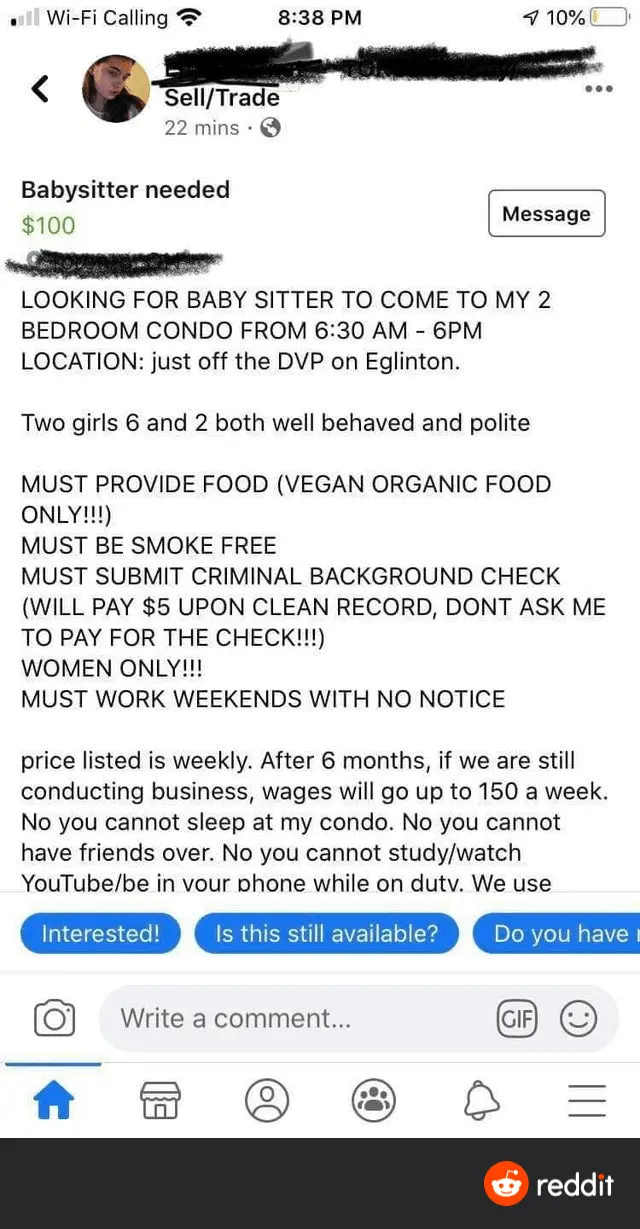 Wi-Fi Calling 8:38 PM 10%
Sell/Trade
22 mins ·
Babysitter needed
$100
Message
LOOKING FOR BABY SITTER TO COME TO MY 2
BEDROOM CONDO FROM 6:30 AM - 6PM
LOCATION: just off the DVP on Eglinton.
Two girls 6 and 2 both well behaved and polite
MUST PROVIDE FOOD (VEGAN ORGANIC FOOD
ONLY!!!)
MUST BE SMOKE FREE
MUST SUBMIT CRIMINAL BACKGROUND CHECK
(WILL PAY $5 UPON CLEAN RECORD, DONT ASK ME
TO PAY FOR THE CHECK!!!)
WOMEN ONLY!!!
MUST WORK WEEKENDS WITH NO NOTICE
price listed is weekly. After 6 months, if we are still
conducting business, wages will go up to 150 a week.
No you cannot sleep at my condo. No you cannot
have friends over. No you cannot study/watch
YouTube/be in your phone while on duty. We use
Interested! Is this still available? Do you have
Write a comment... GIF
reddit